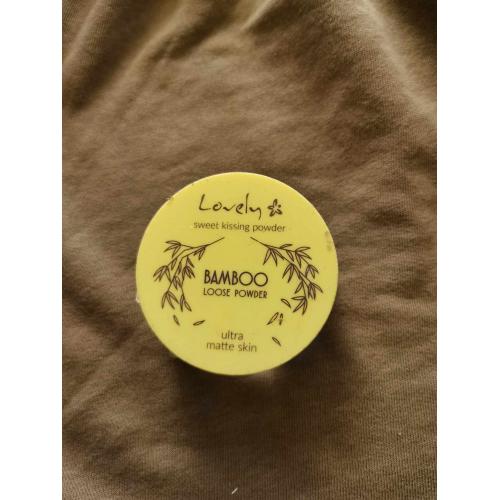 Lovely
sweet kissing powder
BAMBOO
LOOSE POWDER
ultra
matte skin